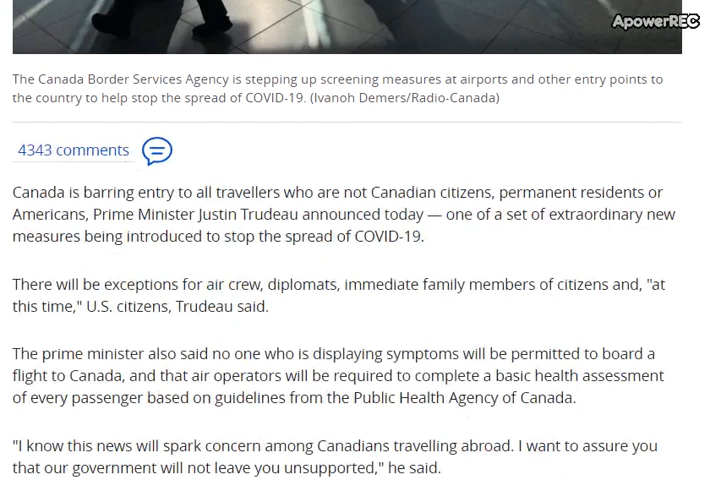 ApowerREC
The Canada Border Services Agency is stepping up screening measures at airports and other entry points to
the country to help stop the spread of COVID-19. (Ivanoh Demers/Radio-Canada)
4343 comments
Canada is barring entry to all travellers who are not Canadian citizens, permanent residents or
Americans, Prime Minister Justin Trudeau announced today — one of a set of extraordinary new
measures being introduced to stop the spread of COVID-19.
There will be exceptions for air crew, diplomats, immediate family members of citizens and, "at
this time," U.S. citizens, Trudeau said.
The prime minister also said no one who is displaying symptoms will be permitted to board a
flight to Canada, and that air operators will be required to complete a basic health assessment
of every passenger based on guidelines from the Public Health Agency of Canada.
"I know this news will spark concern among Canadians travelling abroad. I want to assure you
that our government will not leave you unsupported," he said.